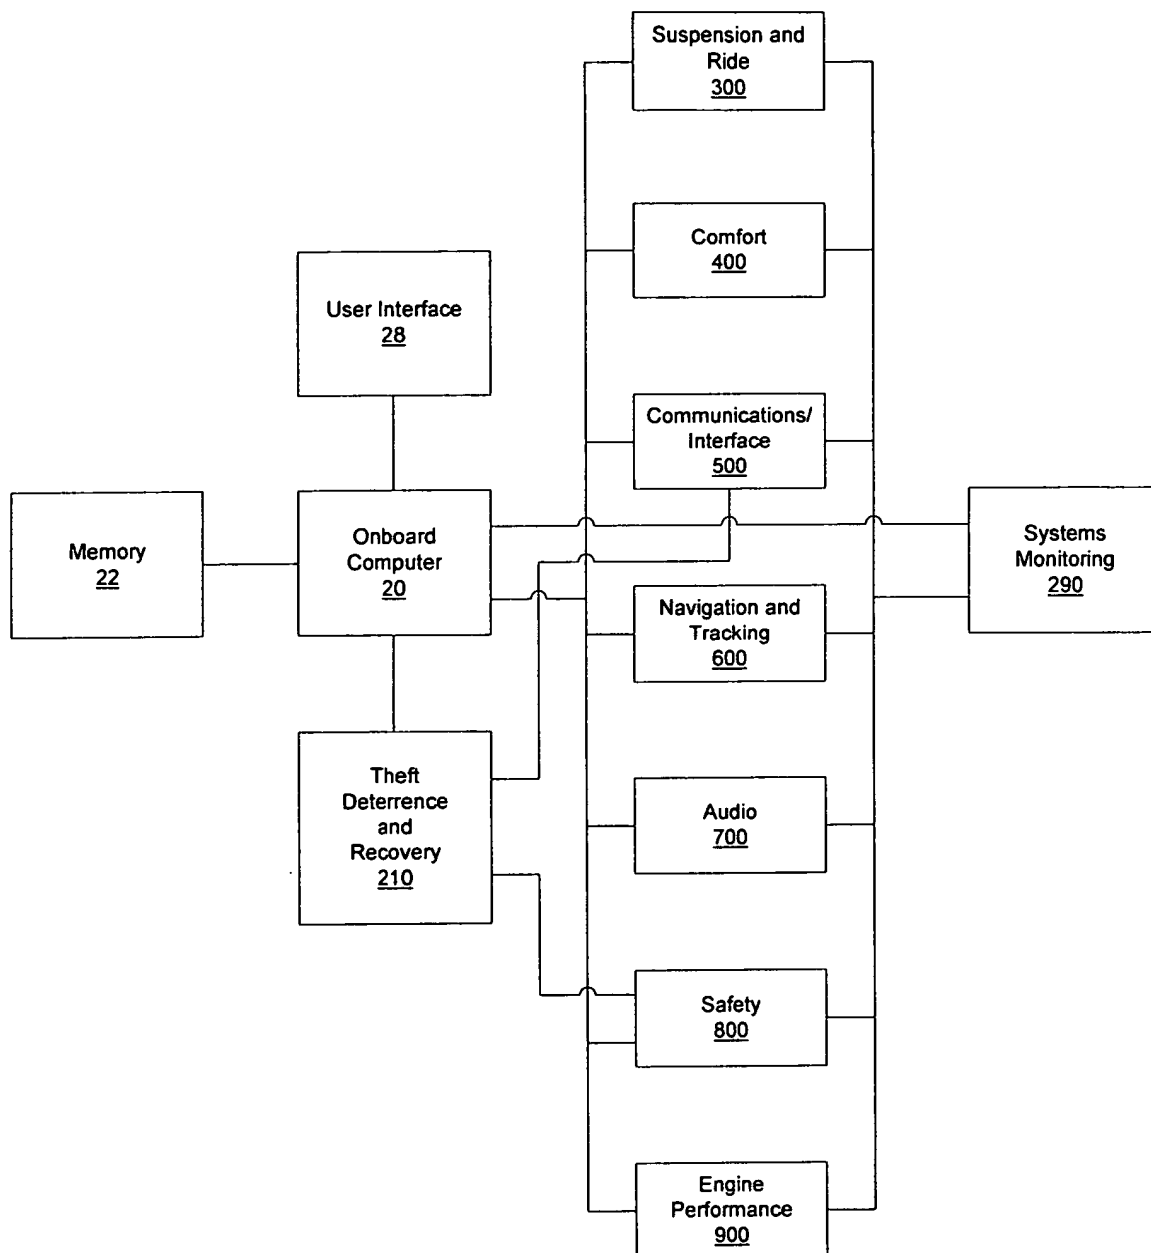 Suspension and
Ride
300
Comfort
400
User Interface
28
Communications/
Interface
500
Memory
22
Onboard
Computer
20
Systems
Monitoring
290
Navigation and
Tracking
600
Theft
Deterrence
and
Recovery
210
Audio
700
Safety
800
Engine
Performance
900